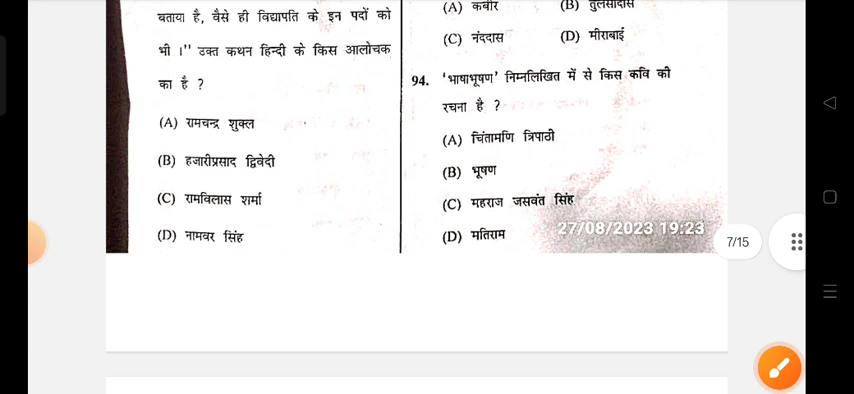 बताया है, वैसे ही विद्यापति के इन पदों को
भी ।" उक्त कथन हिन्दी के किस आलोचक
का है ?
(A) रामचन्द्र शुक्ल
(B) हजारीप्रसाद द्विवेदी
(C) रामविलास शर्मा
(D) नामवर सिंह
(A) कबीर (B) तुलसीदास
(C) नंददास (D) मीराबाई
94. 'भाषाभूषण' निम्नलिखित में से किस कवि की
रचना है ?
(A) चिंतामणि त्रिपाठी
(B) भूषण
(C) महराज जसवंत सिंह
(D) मतिराम
27/08/2023 19:23
7/15